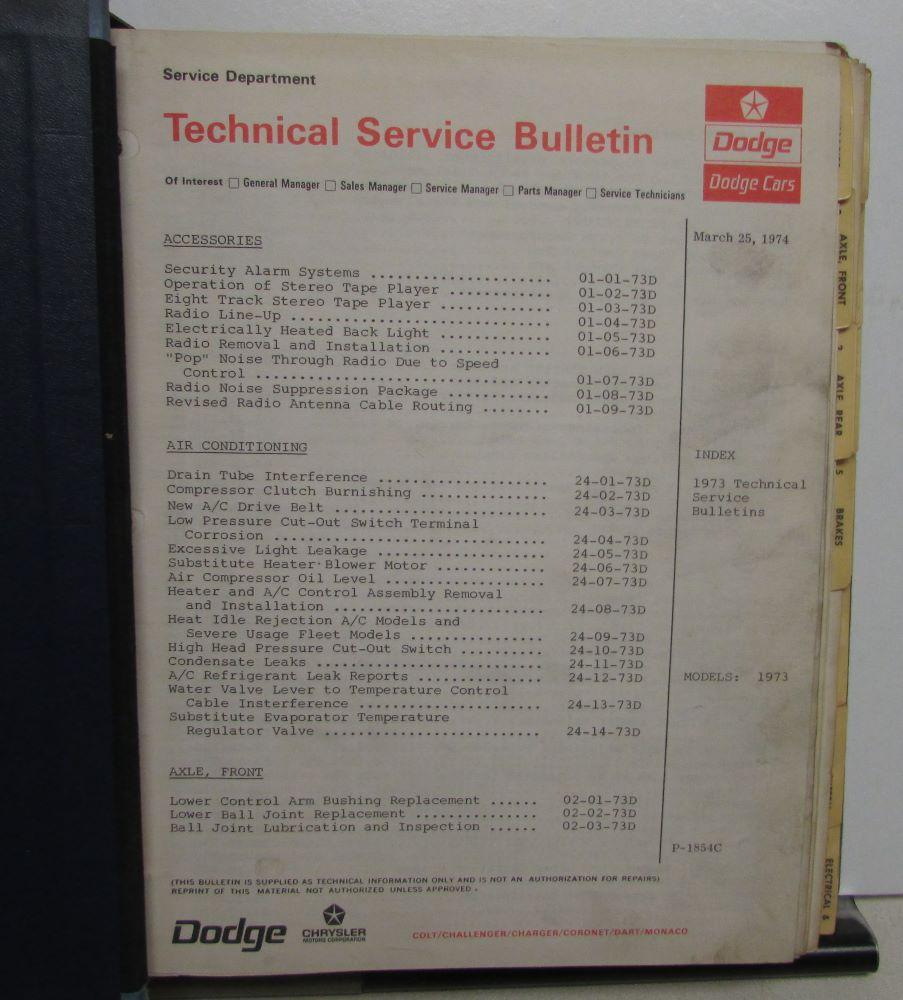 Service Department
Technical Service Bulletin
Dodge
Dodge Cars
Of Interest General Manager Sales Manager Service Manager Parts Manager Service Technicians
March 25, 1974
ACCESSORIES
Security Alarm Systems .................... 01-01-73D
Operation of Stereo Tape Player ........... 01-02-73D
Eight Track Stereo Tape Player ............ 01-03-73D
Radio Line-Up ............................. 01-04-73D
Electrically Heated Back Light ............ 01-05-73D
Radio Removal and Installation ............ 01-06-73D
"Pop" Noise Through Radio Due to Speed
Control ................................. 01-07-73D
Radio Noise Suppression Package ........... 01-08-73D
Revised Radio Antenna Cable Routing ....... 01-09-73D
AIR CONDITIONING
Drain Tube Interference ................... 24-01-73D
Compressor Clutch Burnishing .............. 24-02-73D
New A/C Drive Belt ........................ 24-03-73D
Low Pressure Cut-Out Switch Terminal
Corrosion ............................... 24-04-73D
Excessive Light Leakage ................... 24-05-73D
Substitute Heater Blower Motor ............ 24-06-73D
Air Compressor Oil Level .................. 24-07-73D
Heater and A/C Control Assembly Removal
and Installation ........................ 24-08-73D
Heat Idle Rejection A/C Models and
Severe Usage Fleet Models ............... 24-09-73D
High Head Pressure Cut-Out Switch ......... 24-10-73D
Condensate Leaks .......................... 24-11-73D
A/C Refrigerant Leak Reports .............. 24-12-73D
Water Valve Lever to Temperature Control
Cable Insterference ..................... 24-13-73D
Substitute Evaporator Temperature
Regulator Valve ......................... 24-14-73D
AXLE, FRONT
Lower Control Arm Bushing Replacement ...... 02-01-73D
Lower Ball Joint Replacement ............... 02-02-73D
Ball Joint Lubrication and Inspection ...... 02-03-73D
INDEX
1973 Technical
Service
Bulletins
MODELS: 1973
P-1854C
(THIS BULLETIN IS SUPPLIED AS TECHNICAL INFORMATION ONLY AND IS NOT AN AUTHORIZATION FOR REPAIRS)
REPRINT OF THIS MATERIAL NOT AUTHORIZED UNLESS APPROVED.
Dodge
CHRYSLER
MOTORS CORPORATION
COLT/CHALLENGER/CHARGER/CORONET/DART/MONACO
AXLE, FRONT
AXLE REAR
5
BRAKES
ELECTRICAL